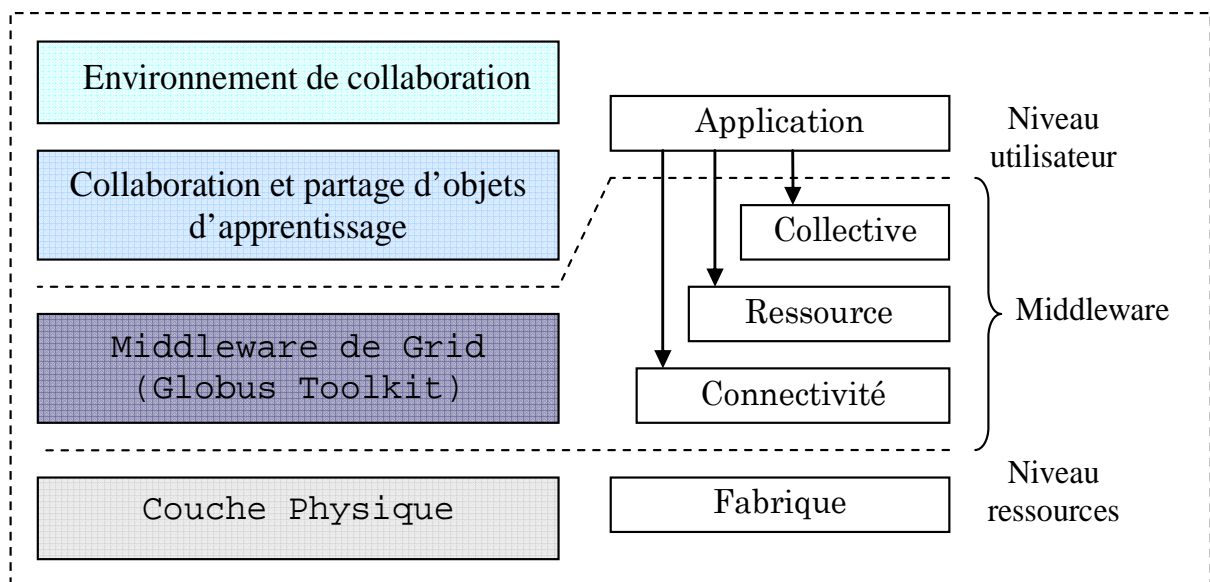 Environnement de collaboration
Collaboration et partage d’objets
d’apprentissage
Middleware de Grid
(Globus Toolkit)
Couche Physique
Application
Collective
Ressource
Connectivité
Fabrique
Niveau
utilisateur
Middleware
Niveau
ressources